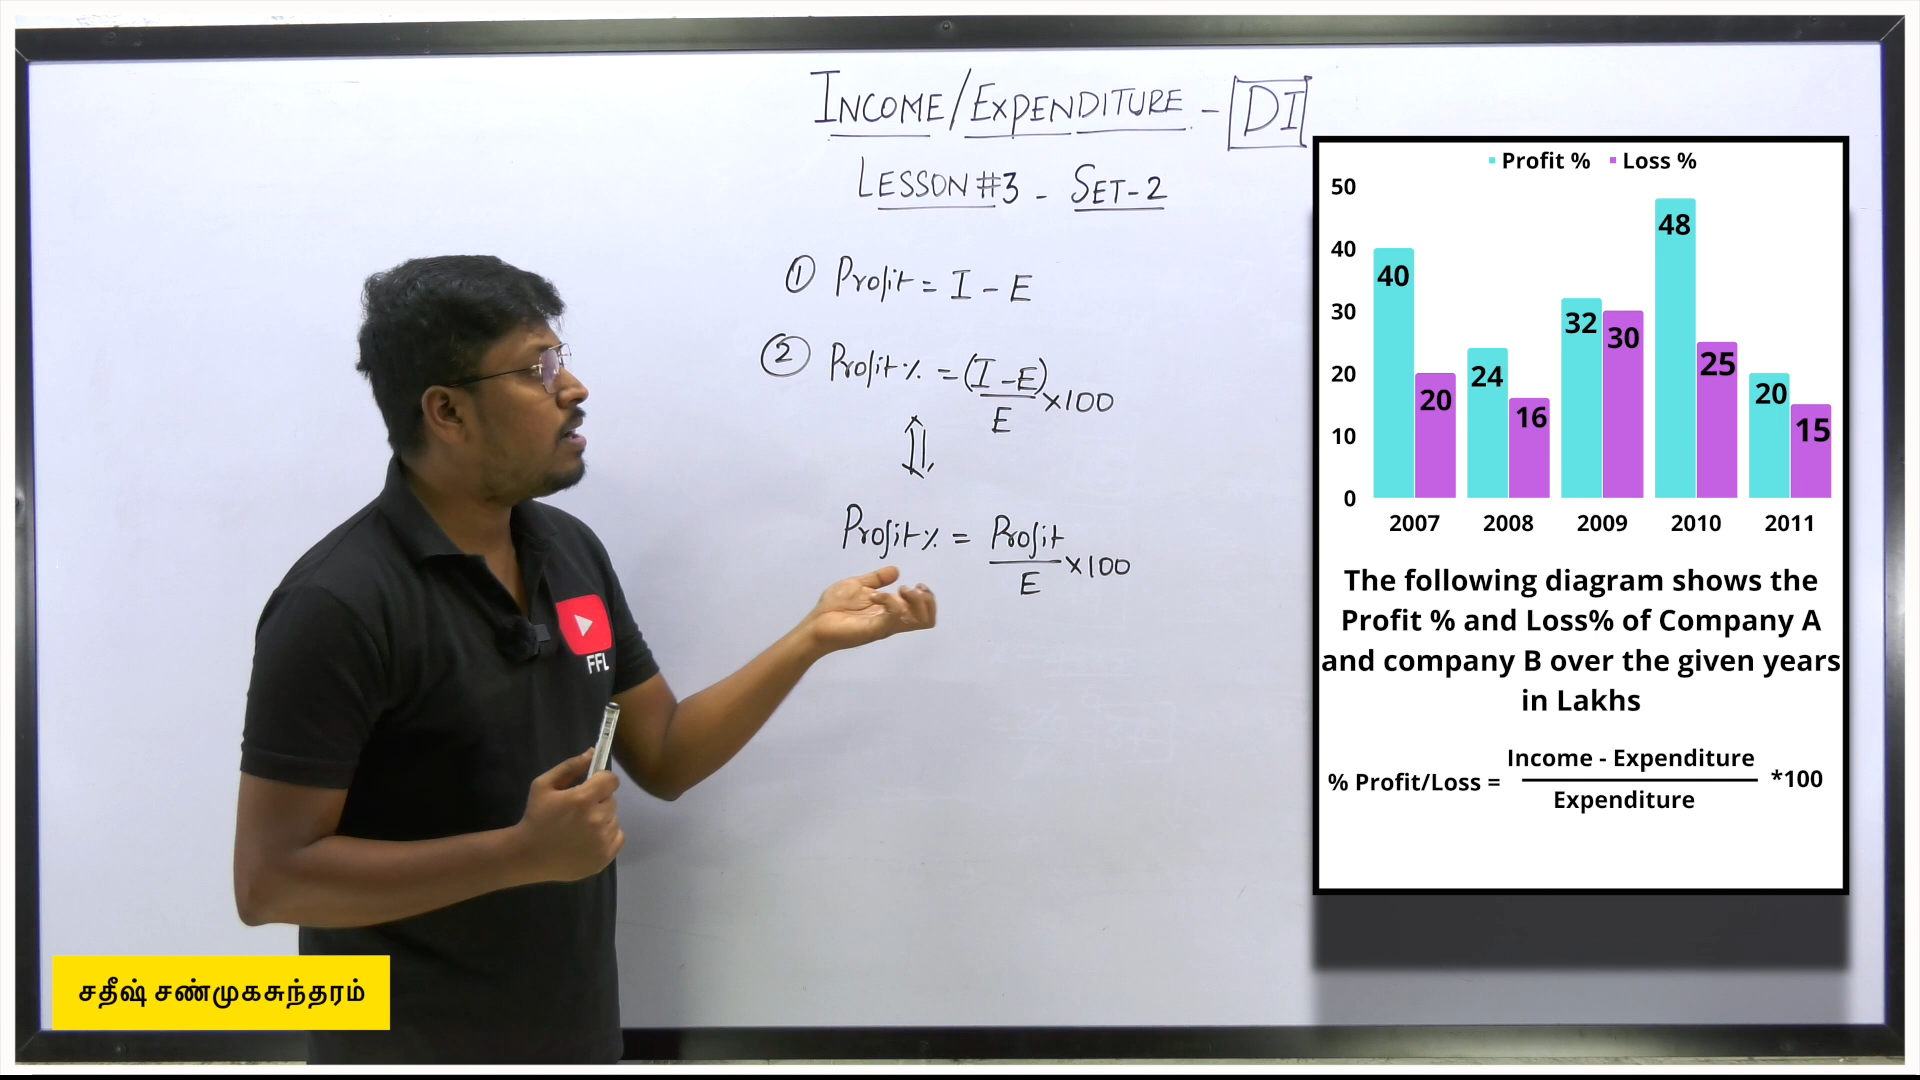 INCOME/EXPENDITURE - DI
LESSON #3 - SET-2
① Profit = I - E
② Profit% = (I - E)
E
×100
Profit% = Profit
E
×100
FFL
சதீஷ் சண்முகசுந்தரம்
Profit % Loss %
50
40
30
20
10
0
40 20
24 16
32 30
48 25
20 15
2007 2008 2009 2010 2011
The following diagram shows the
Profit % and Loss% of Company A
and company B over the given years
in Lakhs
% Profit/Loss = Income - Expenditure
Expenditure
*100